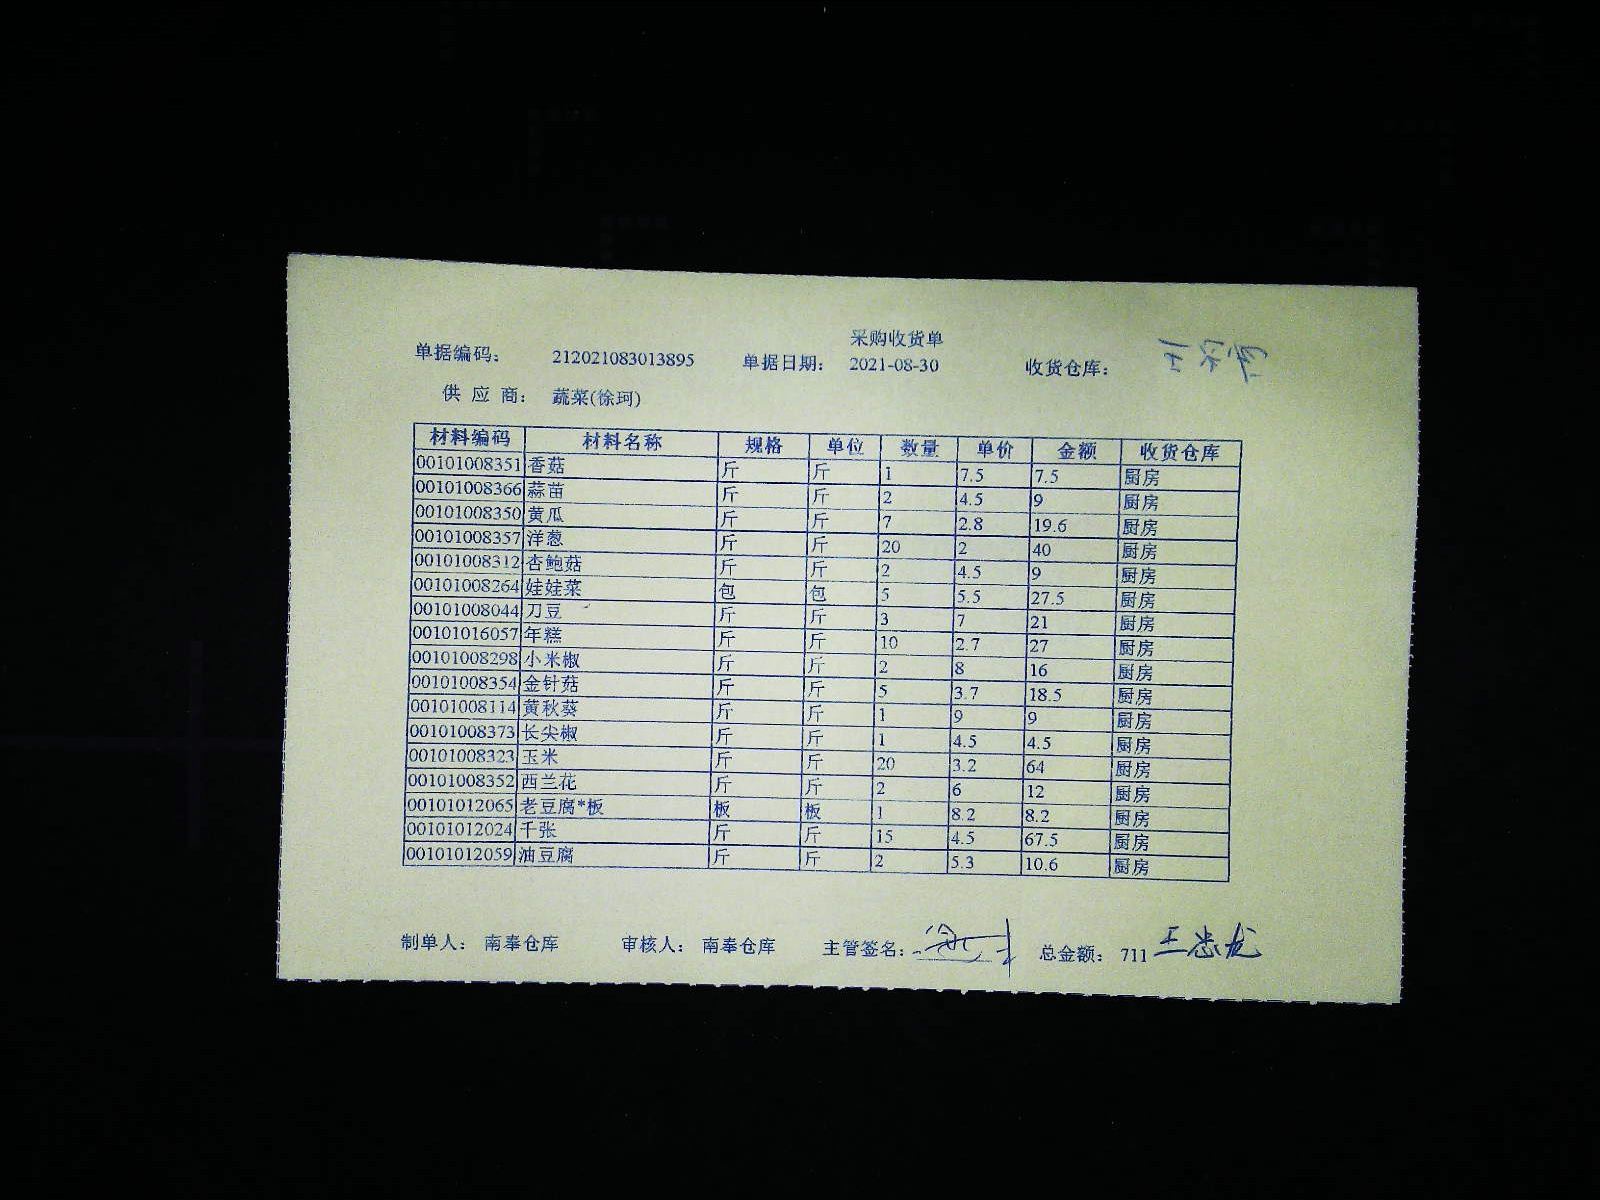 采购收货单
单据编码： 212021083013895 单据日期： 2021-08-30 收货仓库：
供 应 商： 蔬菜(徐珂)
材料编码 材料名称 规格 单位 数量 单价 金额 收货仓库
00101008351 香菇 斤 斤 1 7.5 7.5 厨房
00101008366 蒜苗 斤 斤 2 4.5 9 厨房
00101008350 黄瓜 斤 斤 7 2.8 19.6 厨房
00101008357 洋葱 斤 斤 20 2 40 厨房
00101008312 杏鲍菇 斤 斤 2 4.5 9 厨房
00101008264 娃娃菜 包 包 5 5.5 27.5 厨房
00101008044 刀豆 斤 斤 3 7 21 厨房
00101016057 年糕 斤 斤 10 2.7 27 厨房
00101008298 小米椒 斤 斤 2 8 16 厨房
00101008354 金针菇 斤 斤 5 3.7 18.5 厨房
00101008114 黄秋葵 斤 斤 1 9 9 厨房
00101008373 长尖椒 斤 斤 1 4.5 4.5 厨房
00101008323 玉米 斤 斤 20 3.2 64 厨房
00101008352 西兰花 斤 斤 2 6 12 厨房
00101012065 老豆腐*板 板 板 1 8.2 8.2 厨房
00101012024 千张 斤 斤 15 4.5 67.5 厨房
00101012059 油豆腐 斤 斤 2 5.3 10.6 厨房
制单人： 南奉仓库 审核人： 南奉仓库 主管签名： 总金额： 711 王忠龙